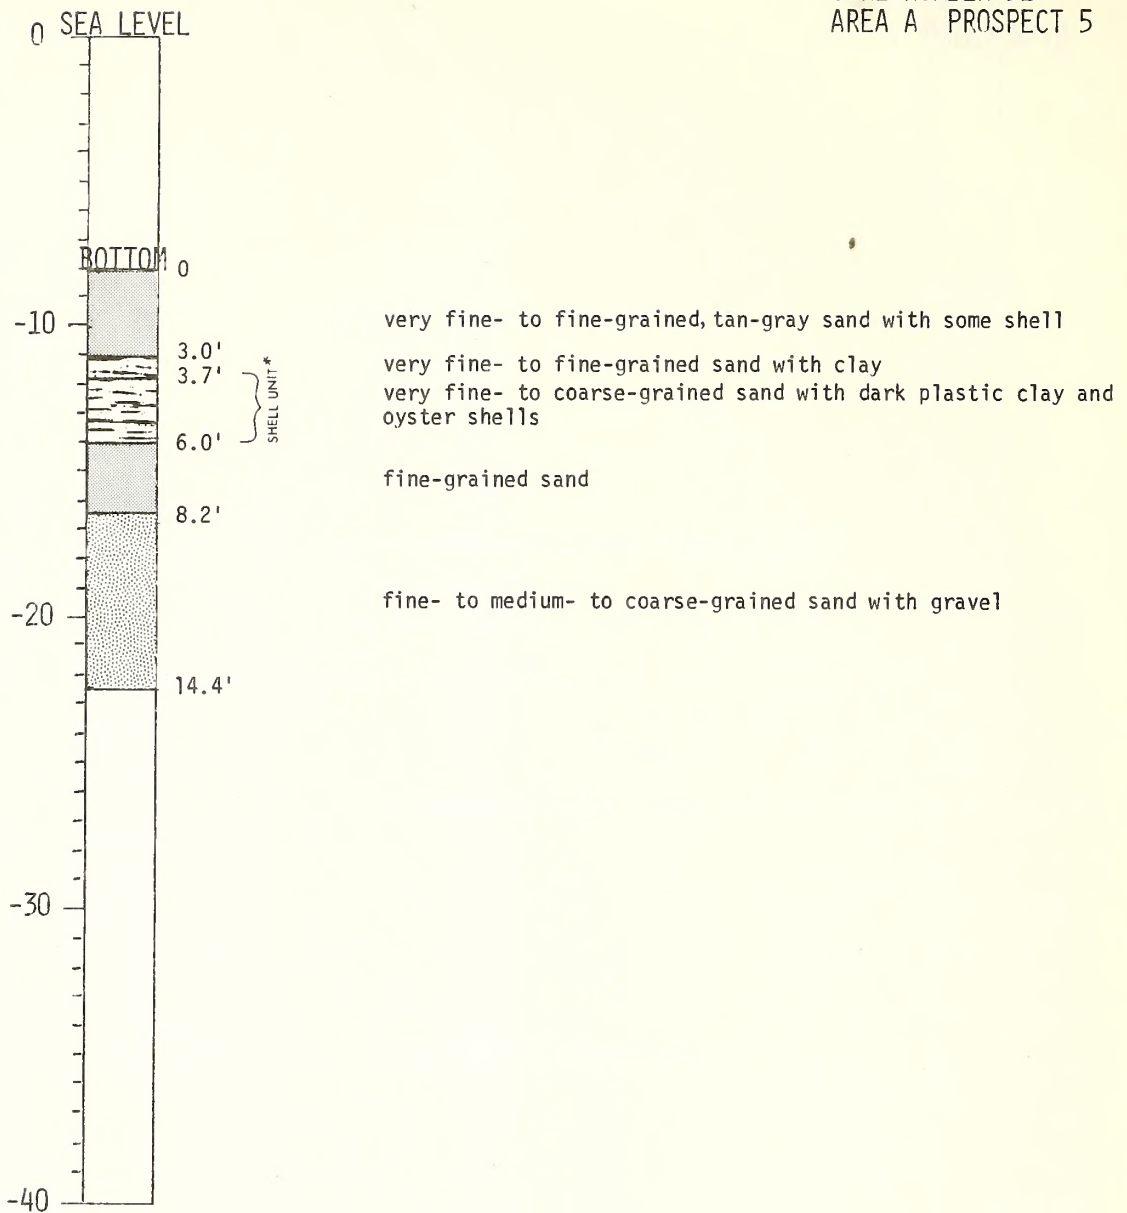 AREA A PROSPECT 5
0 SEA LEVEL
BOTTOM 0
-10
very fine- to fine-grained, tan-gray sand with some shell
3.0'
very fine- to fine-grained sand with clay
3.7'
SHELL UNIT*
very fine- to coarse-grained sand with dark plastic clay and
oyster shells
6.0'
fine-grained sand
8.2'
-20
fine- to medium- to coarse-grained sand with gravel
14.4'
-30
-40